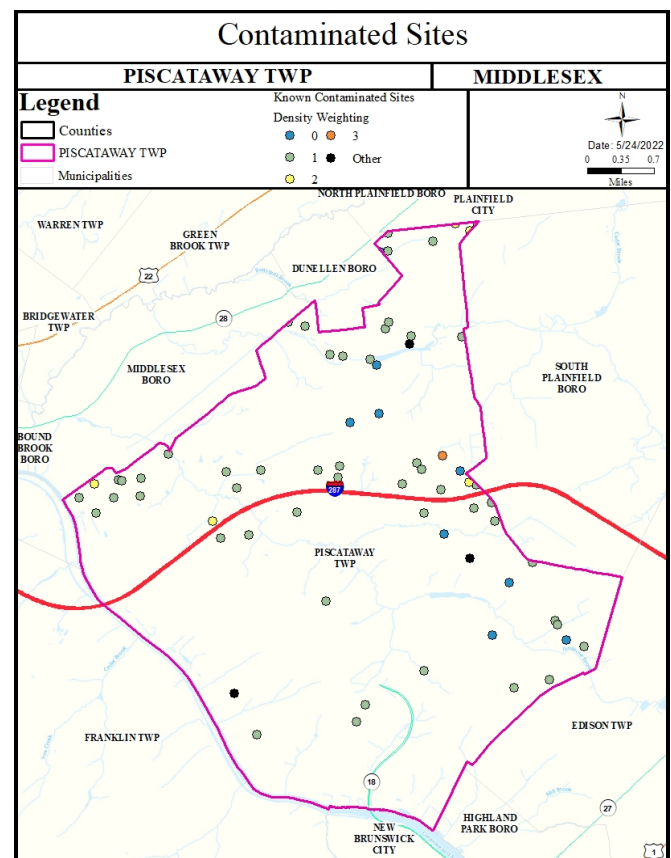 Contaminated Sites
PISCATAWAY TWP
MIDDLESEX
Legend
Counties
PISCATAWAY TWP
Municipalities
Known Contaminated Sites
Density Weighting
0
3
1
Other
2
N
Date: 5/24/2022
0 0.35 0.7
Miles
NORTH PLAINFIELD BORO
PLAINFIELD
CITY
WARREN TWP
GREEN
BROOK TWP
DUNELLEN BORO
22
BRIDGEWATER
TWP
28
MIDDLESEX
BORO
SOUTH
PLAINFIELD
BORO
BOUND
BROOK
BORO
287
PISCATAWAY
TWP
FRANKLIN TWP
EDISON TWP
18
27
HIGHLAND
PARK BORO
NEW
BRUNSWICK
CITY
1